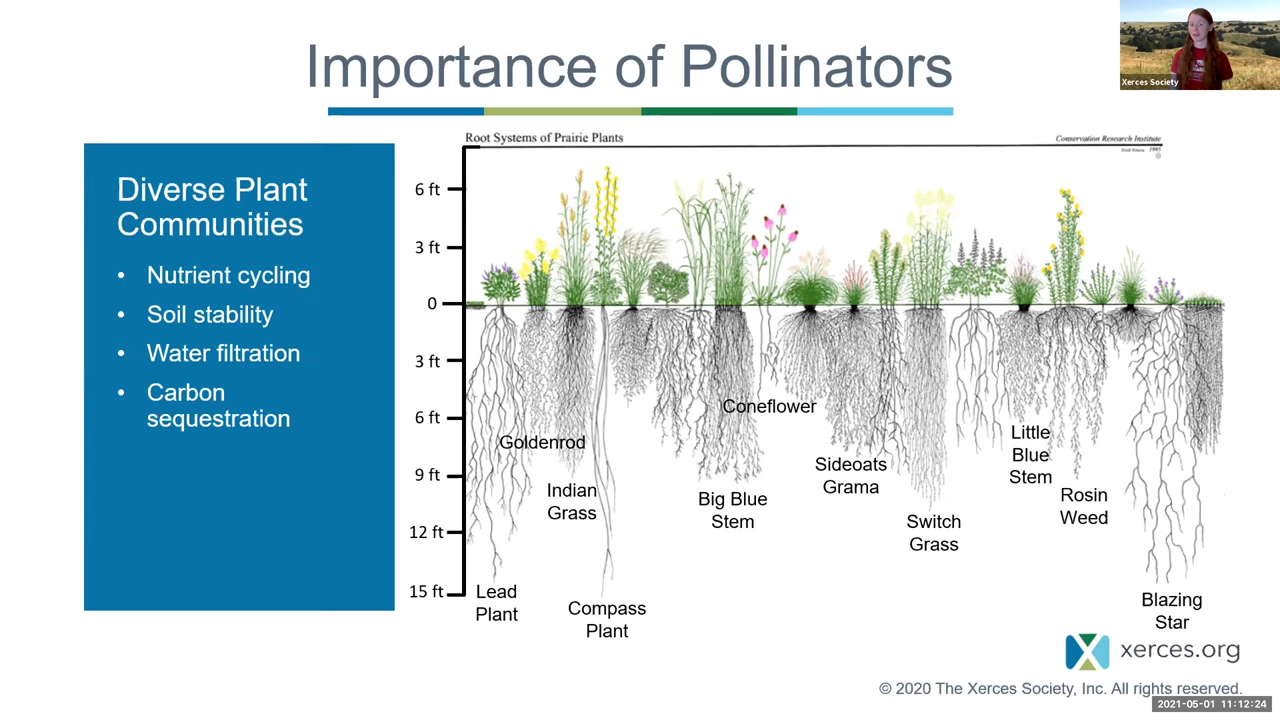 Importance of Pollinators
Xerces Society
Diverse Plant
Communities
• Nutrient cycling
• Soil stability
• Water filtration
• Carbon
sequestration
Root Systems of Prairie Plants
Conservation Research Institute
1995
6 ft
3 ft
0
3 ft
6 ft
9 ft
12 ft
15 ft
Coneflower
Goldenrod
Little
Blue
Stem
Sideoats
Grama
Indian
Grass
Big Blue
Stem
Rosin
Weed
Switch
Grass
Lead
Plant
Compass
Plant
Blazing
Star
xerces.org
© 2020 The Xerces Society, Inc. All rights reserved.
2021-05-01 11:12:24